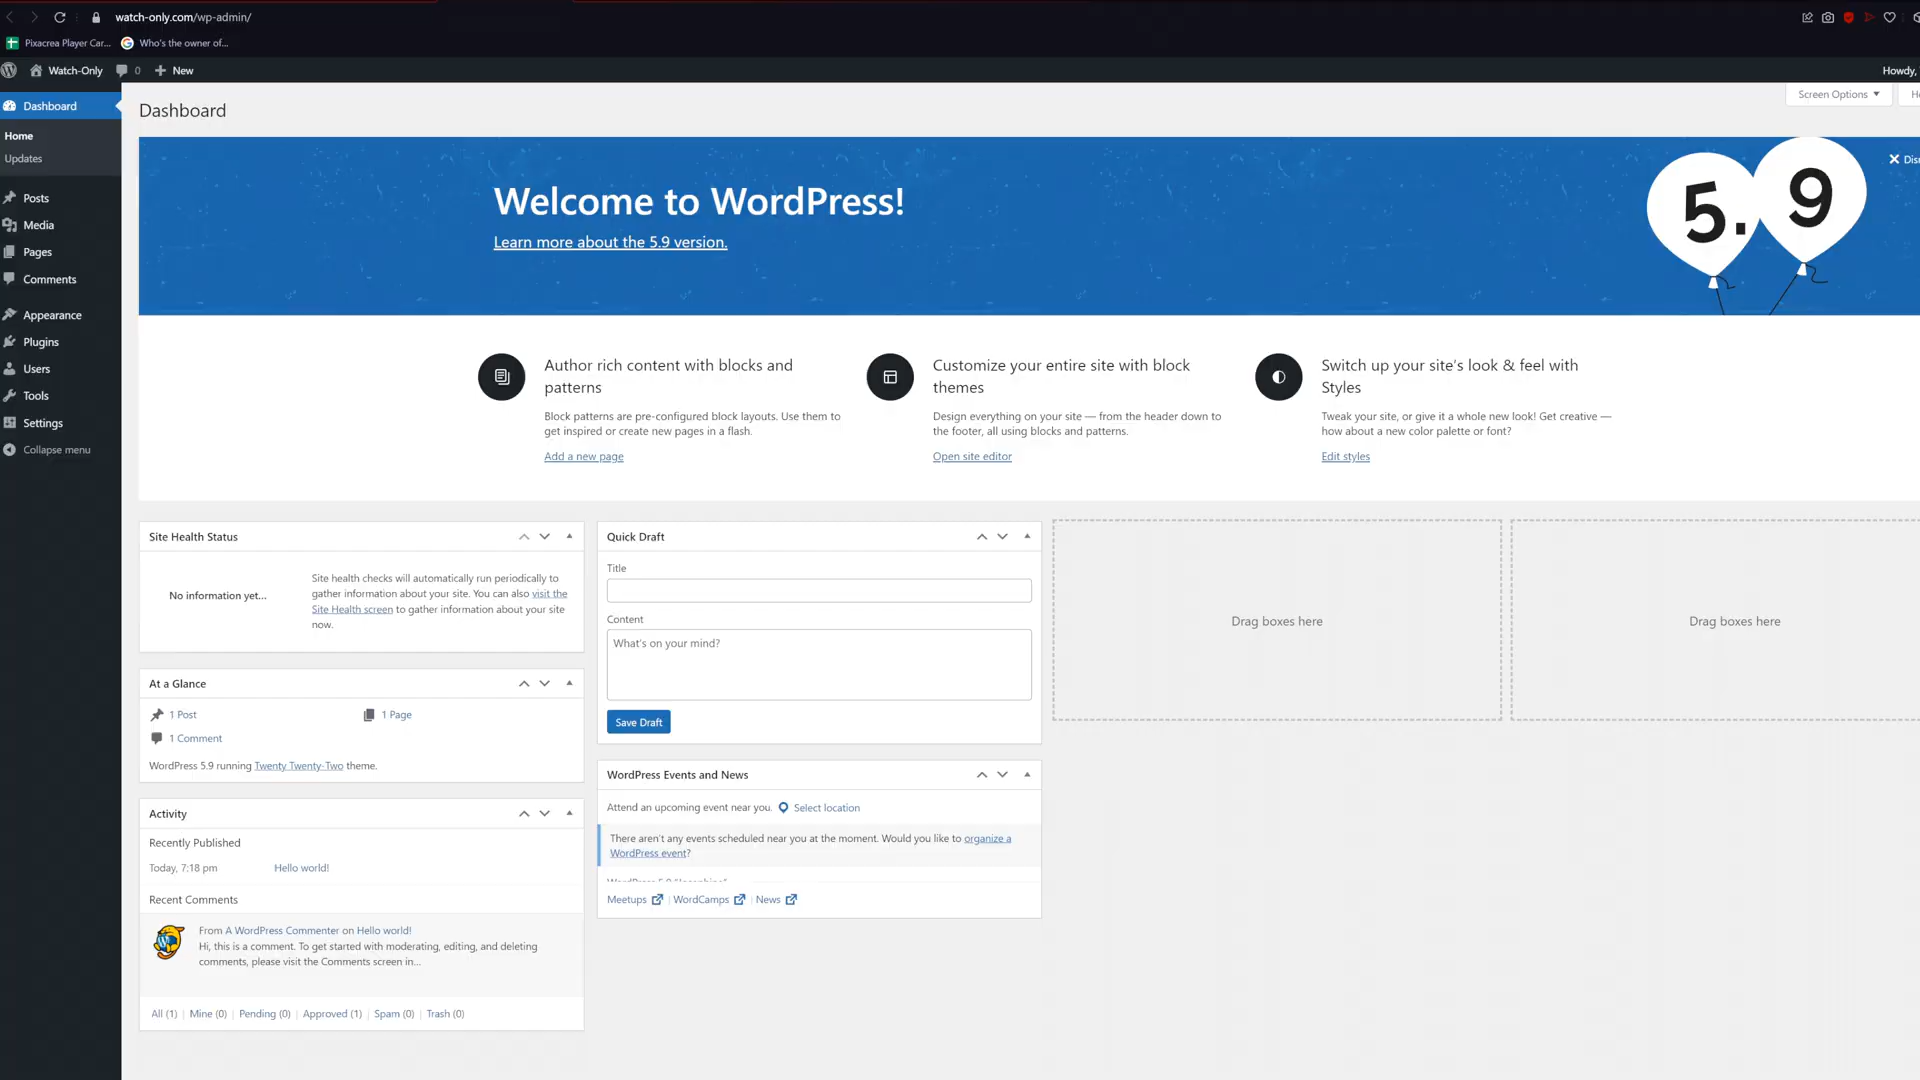 watch-only.com/wp-admin/
Pixacrea Player Car...
Who's the owner of...
Watch-Only
0
New
Howdy,
Dashboard
Home
Updates
Posts
Media
Pages
Comments
Appearance
Plugins
Users
Tools
Settings
Collapse menu
Dashboard
Screen Options
Welcome to WordPress!
Learn more about the 5.9 version.
5.9
Author rich content with blocks and
patterns
Block patterns are pre-configured block layouts. Use them to
get inspired or create new pages in a flash.
Add a new page
Customize your entire site with block
themes
Design everything on your site — from the header down to
the footer, all using blocks and patterns.
Open site editor
Switch up your site's look & feel with
Styles
Tweak your site, or give it a whole new look! Get creative —
how about a new color palette or font?
Edit styles
Site Health Status
No information yet...
Site health checks will automatically run periodically to
gather information about your site. You can also visit the
Site Health screen to gather information about your site
now.
At a Glance
1 Post
1 Page
1 Comment
WordPress 5.9 running Twenty Twenty-Two theme.
Activity
Recently Published
Today, 7:18 pm
Hello world!
Recent Comments
From A WordPress Commenter on Hello world!
Hi, this is a comment. To get started with moderating, editing, and deleting
comments, please visit the Comments screen in...
All (1) | Mine (0) | Pending (0) | Approved (1) | Spam (0) | Trash (0)
Quick Draft
Title
Content
What's on your mind?
Save Draft
WordPress Events and News
Attend an upcoming event near you.
Select location
There aren't any events scheduled near you at the moment. Would you like to organize a
WordPress event?
Meetups | WordCamps | News
Drag boxes here
Drag boxes here